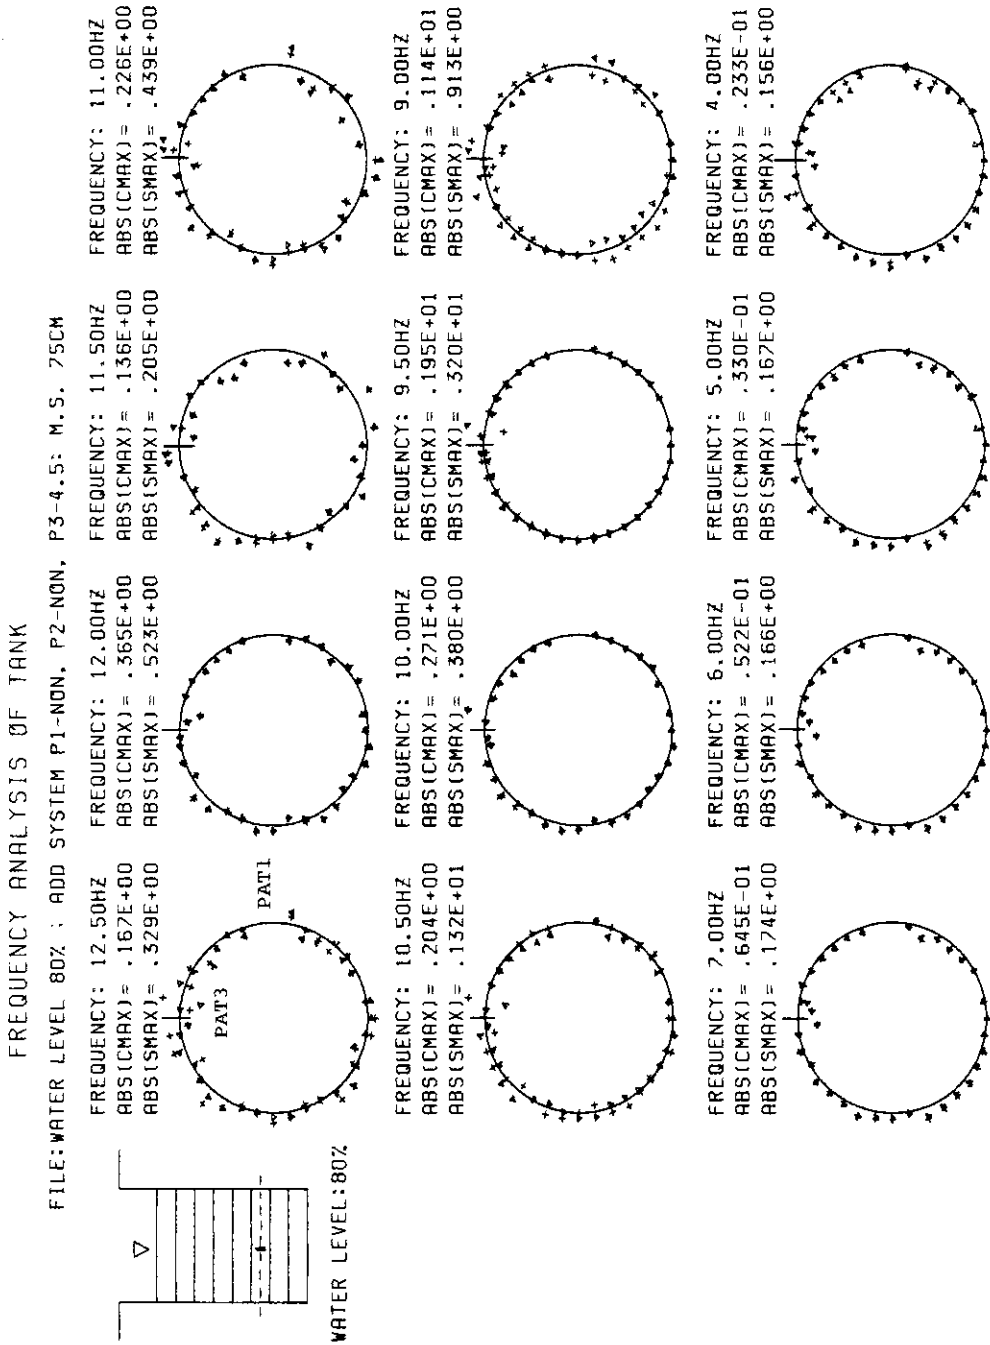 FREQUENCY ANALYSIS OF TANK
FILE:WATER LEVEL 80% : ADD SYSTEM P1-NON, P2-NON, P3-4.5: M.S. 75CM
WATER LEVEL:80%
FREQUENCY: 12.50HZ
ABS(CMAX)= .167E+00
ABS(SMAX)= .329E+00
PAT3
PAT1
FREQUENCY: 12.00HZ
ABS(CMAX)= .365E+00
ABS(SMAX)= .523E+00
FREQUENCY: 11.50HZ
ABS(CMAX)= .136E+00
ABS(SMAX)= .205E+00
FREQUENCY: 11.00HZ
ABS(CMAX)= .226E+00
ABS(SMAX)= .439E+00
FREQUENCY: 10.50HZ
ABS(CMAX)= .204E+00
ABS(SMAX)= .132E+01
FREQUENCY: 10.00HZ
ABS(CMAX)= .271E+00
ABS(SMAX)= .380E+00
FREQUENCY: 9.50HZ
ABS(CMAX)= .195E+01
ABS(SMAX)= .320E+01
FREQUENCY: 9.00HZ
ABS(CMAX)= .114E+01
ABS(SMAX)= .913E+00
FREQUENCY: 7.00HZ
ABS(CMAX)= .645E-01
ABS(SMAX)= .174E+00
FREQUENCY: 6.00HZ
ABS(CMAX)= .522E-01
ABS(SMAX)= .166E+00
FREQUENCY: 5.00HZ
ABS(CMAX)= .330E-01
ABS(SMAX)= .167E+00
FREQUENCY: 4.00HZ
ABS(CMAX)= .233E-01
ABS(SMAX)= .156E+00